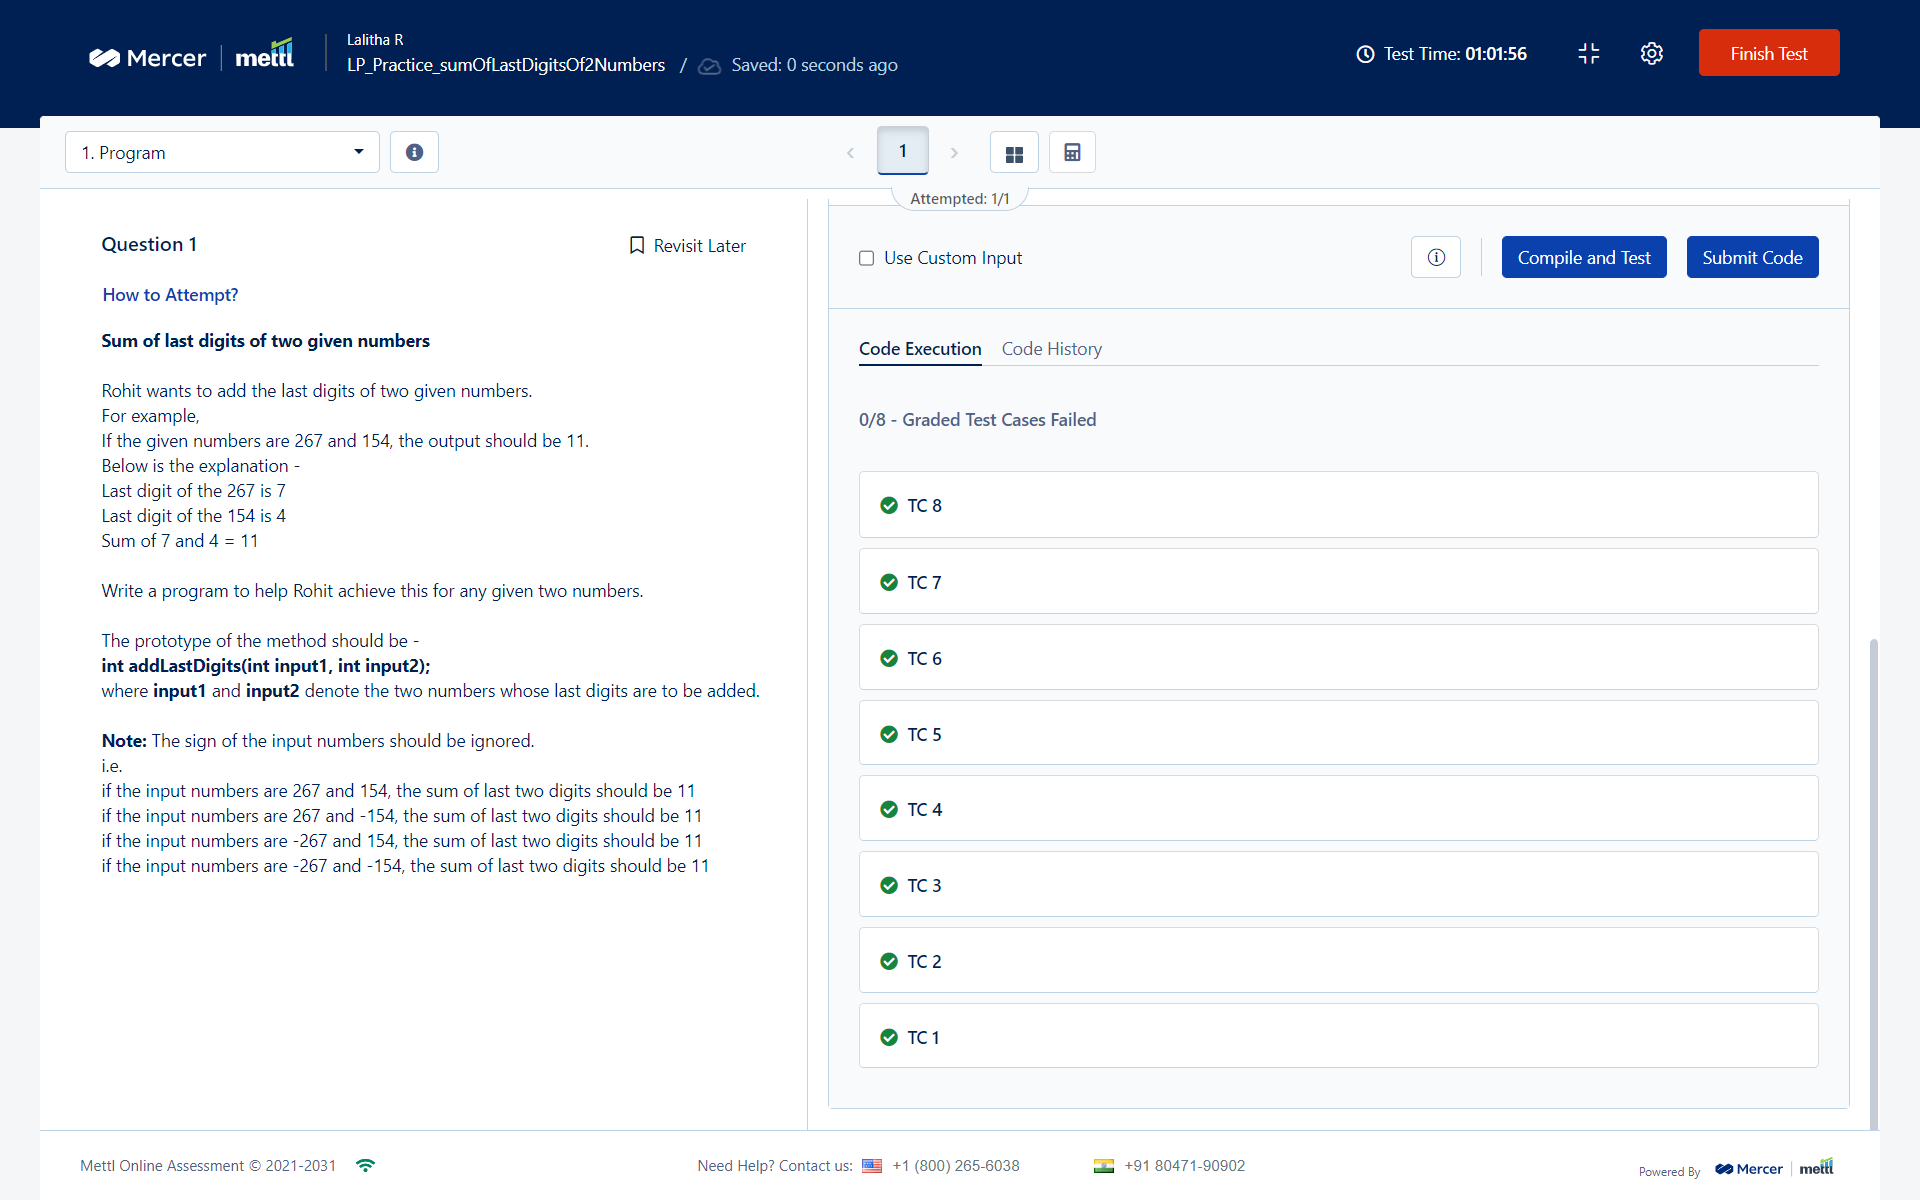 Mercer
mettl
Lalitha R
LP_Practice_sumOfLastDigitsOf2Numbers / Saved: 0 seconds ago
Test Time: 01:01:56
Finish Test
1. Program
1
Attempted: 1/1
Question 1
Revisit Later
How to Attempt?
Sum of last digits of two given numbers
Rohit wants to add the last digits of two given numbers.
For example,
If the given numbers are 267 and 154, the output should be 11.
Below is the explanation -
Last digit of the 267 is 7
Last digit of the 154 is 4
Sum of 7 and 4 = 11
Write a program to help Rohit achieve this for any given two numbers.
The prototype of the method should be -
int addLastDigits(int input1, int input2);
where input1 and input2 denote the two numbers whose last digits are to be added.
Note: The sign of the input numbers should be ignored.
i.e.
if the input numbers are 267 and 154, the sum of last two digits should be 11
if the input numbers are 267 and -154, the sum of last two digits should be 11
if the input numbers are -267 and 154, the sum of last two digits should be 11
if the input numbers are -267 and -154, the sum of last two digits should be 11
Use Custom Input
Compile and Test
Submit Code
Code Execution
Code History
0/8 - Graded Test Cases Failed
TC 8
TC 7
TC 6
TC 5
TC 4
TC 3
TC 2
TC 1
Mettl Online Assessment © 2021-2031
Need Help? Contact us: +1 (800) 265-6038
+91 80471-90902
Powered By Mercer mettl